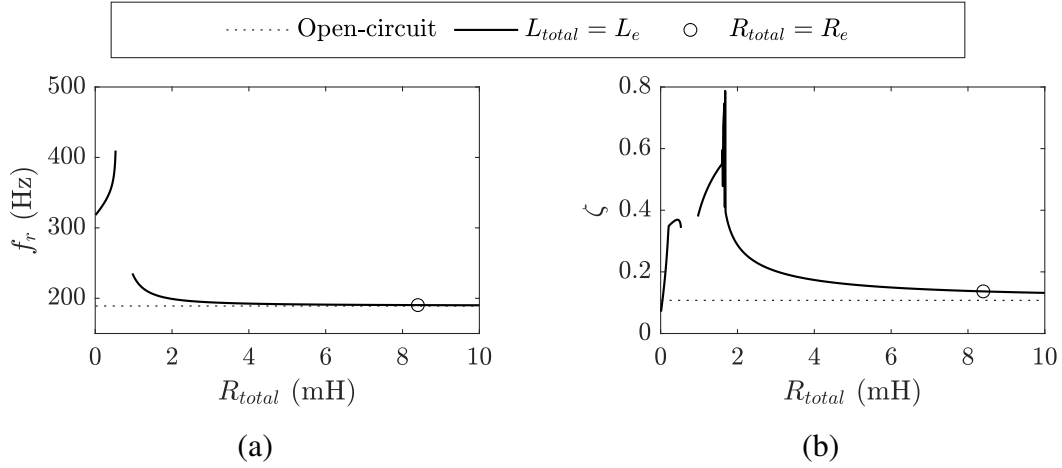 Open-circuit L_total = L_e R_total = R_e
500
400
300
200
f_r (Hz)
0 2 4 6 8 10
R_total (mH)
(a)
0.8
0.6
0.4
0.2
0
ζ
0 2 4 6 8 10
R_total (mH)
(b)